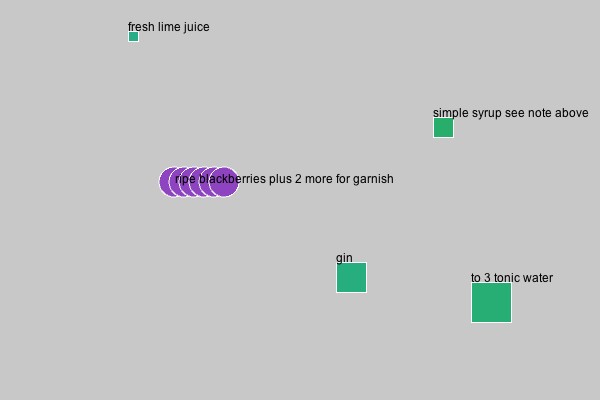 fresh lime juice
simple syrup see note above
ripe blackberries plus 2 more for garnish
gin
to 3 tonic water